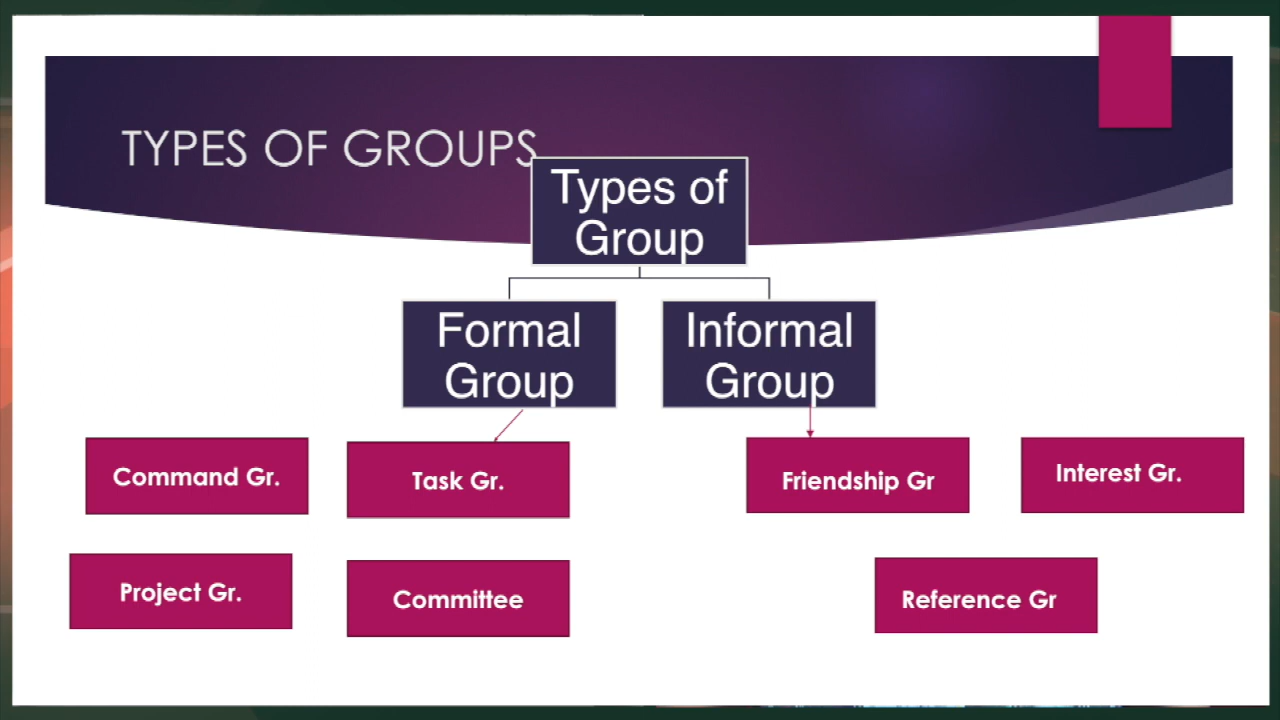 TYPES OF GROUPS
Types of
Group
Formal
Group
Informal
Group
Command Gr.
Task Gr.
Friendship Gr
Interest Gr.
Project Gr.
Committee
Reference Gr